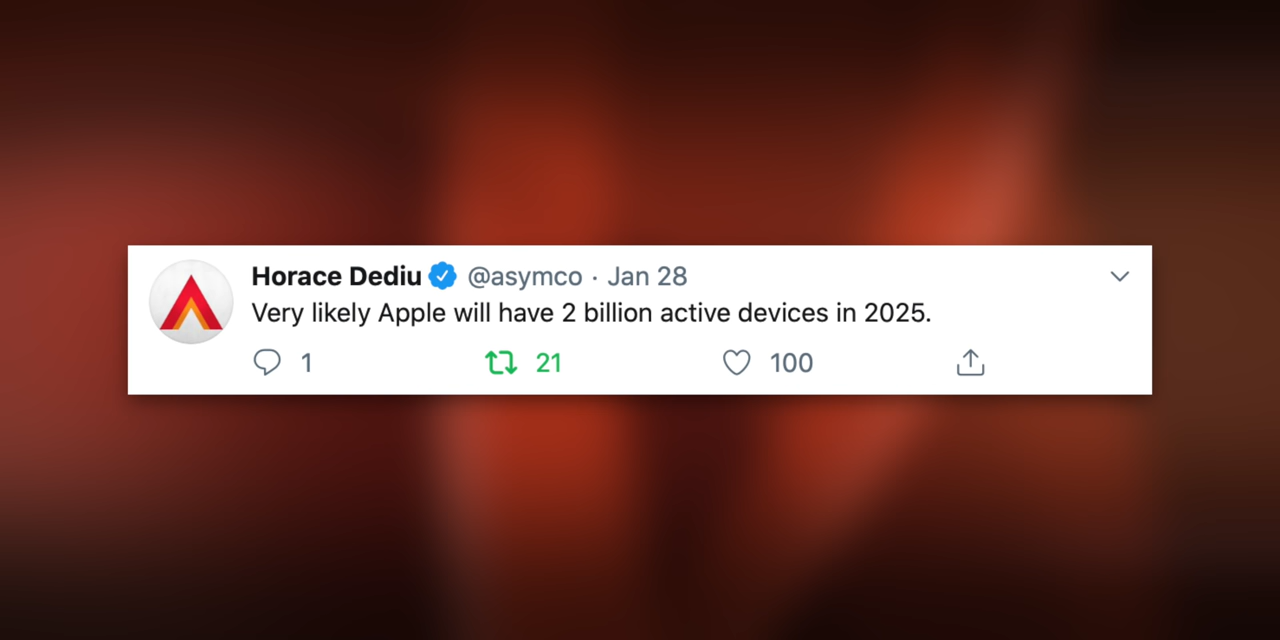 Horace Dediu @asymco · Jan 28
Very likely Apple will have 2 billion active devices in 2025.
1 21 100